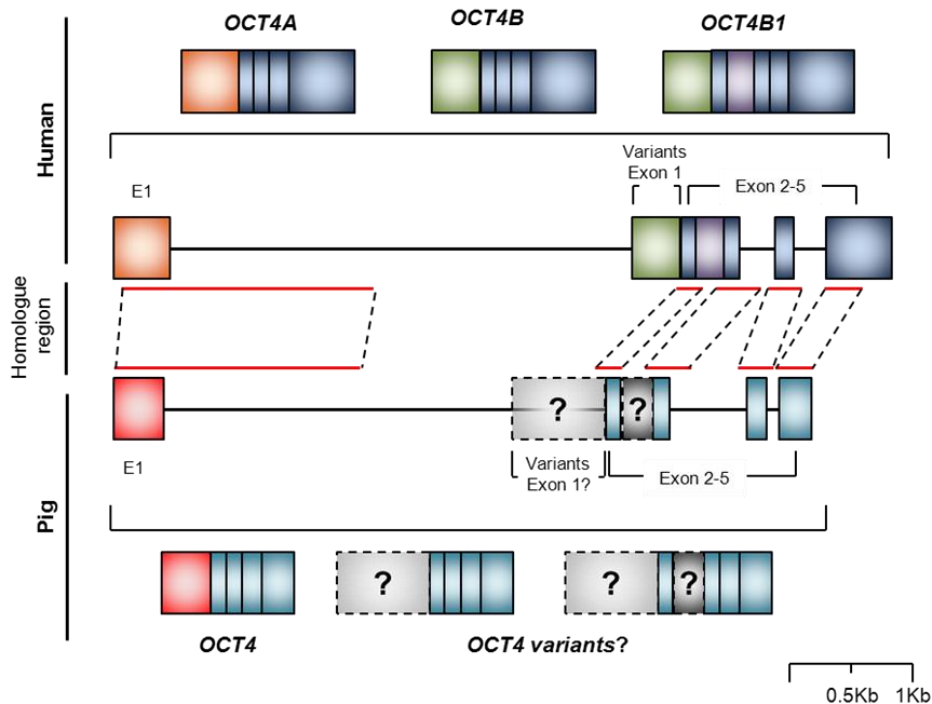 OCT4A
OCT4B
OCT4B1
Human
Variants
Exon 1
Exon 2-5
E1
Homologue
region
?
?
E1
Variants
Exon 1?
Exon 2-5
Pig
?
?
?
OCT4
OCT4 variants?
0.5Kb 1Kb